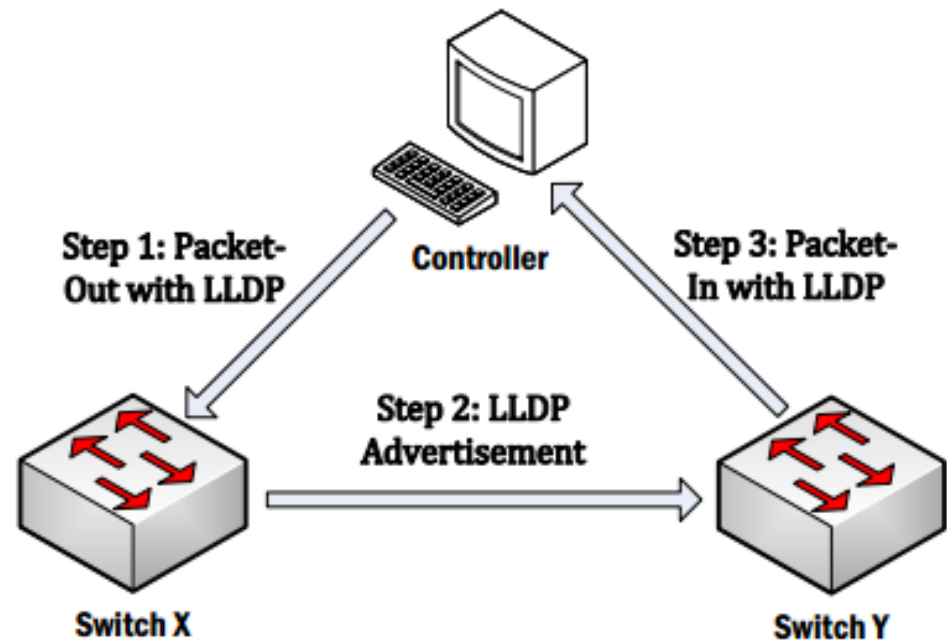 Step 1: Packet-
Out with LLDP
Controller
Step 3: Packet-
In with LLDP
Step 2: LLDP
Advertisement
Switch X
Switch Y